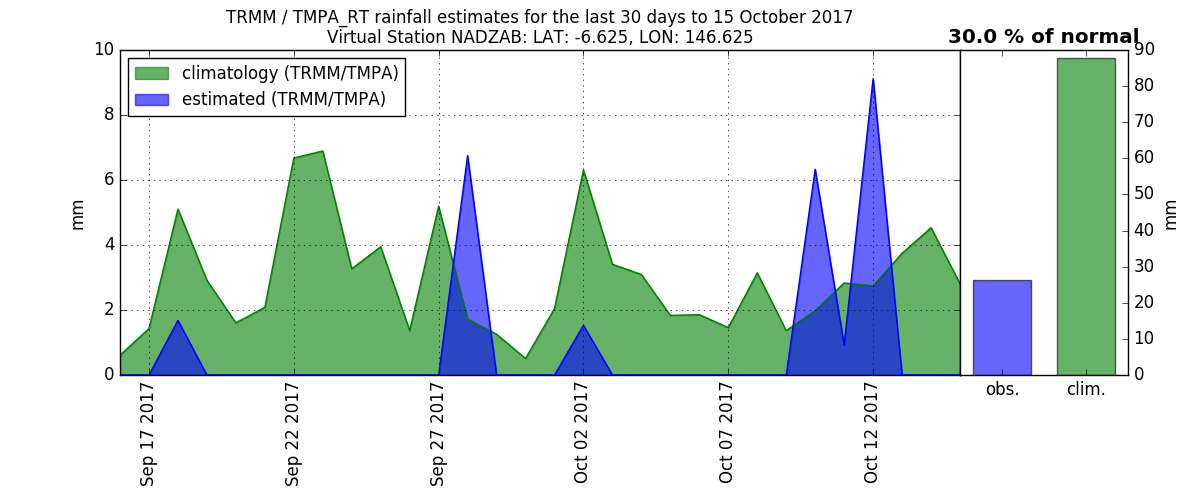 TRMM / TMPA_RT rainfall estimates for the last 30 days to 15 October 2017
Virtual Station NADZAB: LAT: -6.625, LON: 146.625
30.0 % of normal
climatology (TRMM/TMPA)
estimated (TRMM/TMPA)
10
8
6
4
2
0
mm
Sep 17 2017
Sep 22 2017
Sep 27 2017
Oct 02 2017
Oct 07 2017
Oct 12 2017
obs.
clim.
90
80
70
60
50
40
30
20
10
0
mm